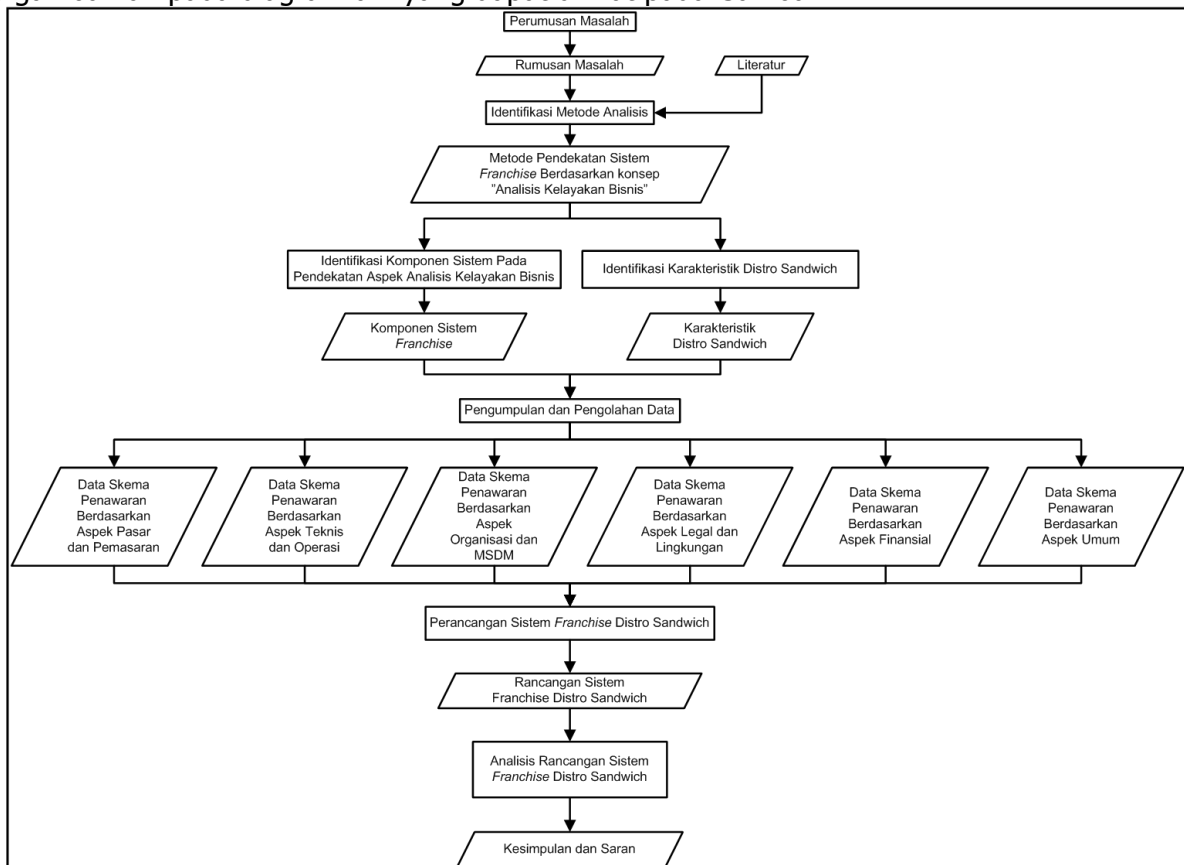 Perumusan Masalah
Rumusan Masalah
Literatur
Identifikasi Metode Analisis
Metode Pendekatan Sistem
Franchise Berdasarkan konsep
"Analisis Kelayakan Bisnis"
Identifikasi Komponen Sistem Pada
Pendekatan Aspek Analisis Kelayakan Bisnis
Identifikasi Karakteristik Distro Sandwich
Komponen Sistem
Franchise
Karakteristik
Distro Sandwich
Pengumpulan dan Pengolahan Data
Data Skema
Penawaran
Berdasarkan
Aspek Pasar
dan Pemasaran
Data Skema
Penawaran
Berdasarkan
Aspek Teknis
dan Operasi
Data Skema
Penawaran
Berdasarkan
Aspek
Organisasi dan
MSDM
Data Skema
Penawaran
Berdasarkan
Aspek Legal dan
Lingkungan
Data Skema
Penawaran
Berdasarkan
Aspek Finansial
Data Skema
Penawaran
Berdasarkan
Aspek Umum
Perancangan Sistem Franchise Distro Sandwich
Rancangan Sistem
Franchise Distro Sandwich
Analisis Rancangan Sistem
Franchise Distro Sandwich
Kesimpulan dan Saran